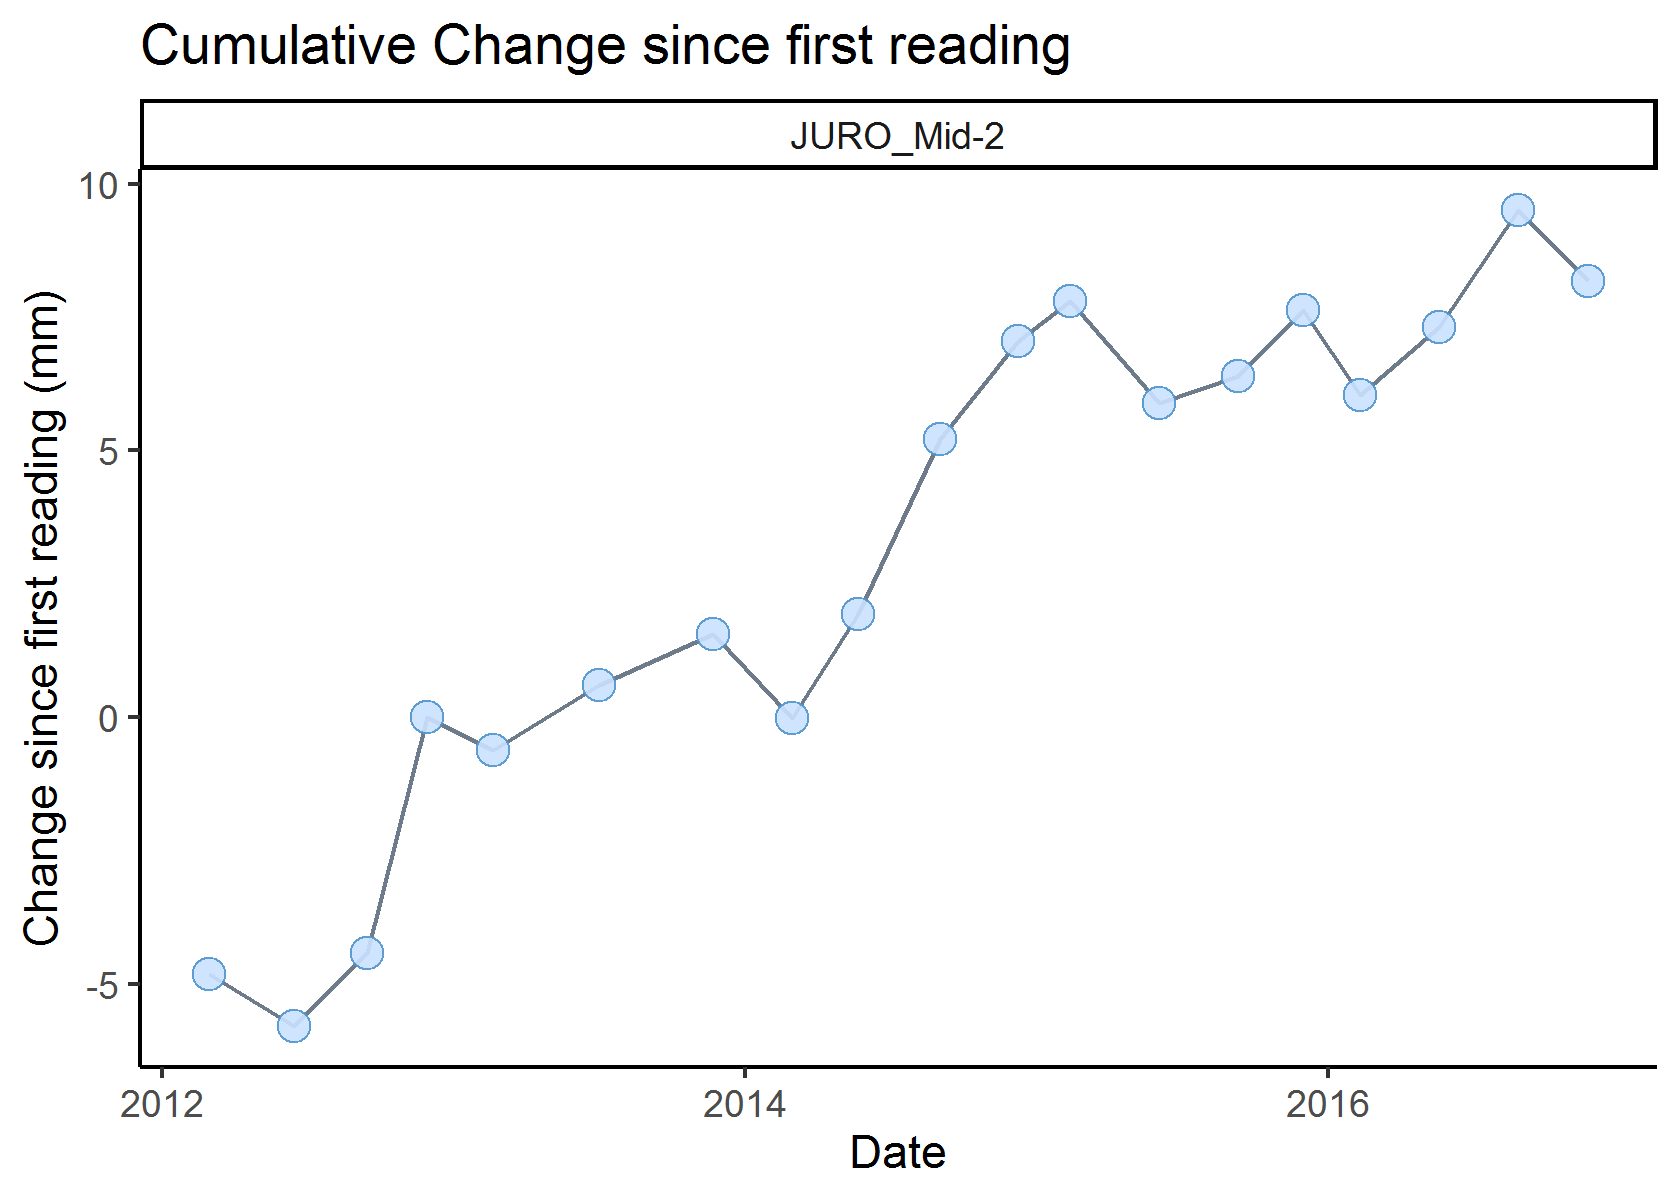 Cumulative Change since first reading
JURO_Mid-2
Change since first reading (mm)
10
5
0
-5
2012
2014
2016
Date